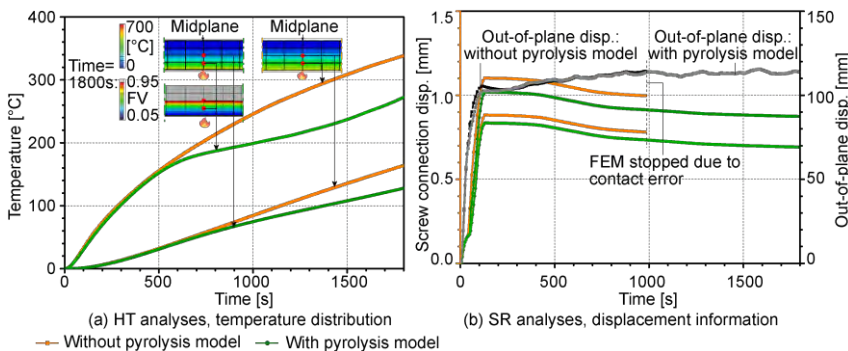 Midplane
Midplane
700
[°C]
0
Time=
1800s:
0.95
FV
0.05
400
300
200
100
0
Temperature [°C]
0
500
1000
1500
Time [s]
(a) HT analyses, temperature distribution
Out-of-plane disp.:
without pyrolysis model
Out-of-plane disp.:
with pyrolysis model
FEM stopped due to
contact error
1.5
1.0
0.5
0.0
Screw connection disp. [mm]
150
100
50
0
Out-of-plane disp. [mm]
0
500
1000
1500
Time [s]
(b) SR analyses, displacement information
Without pyrolysis model
With pyrolysis model